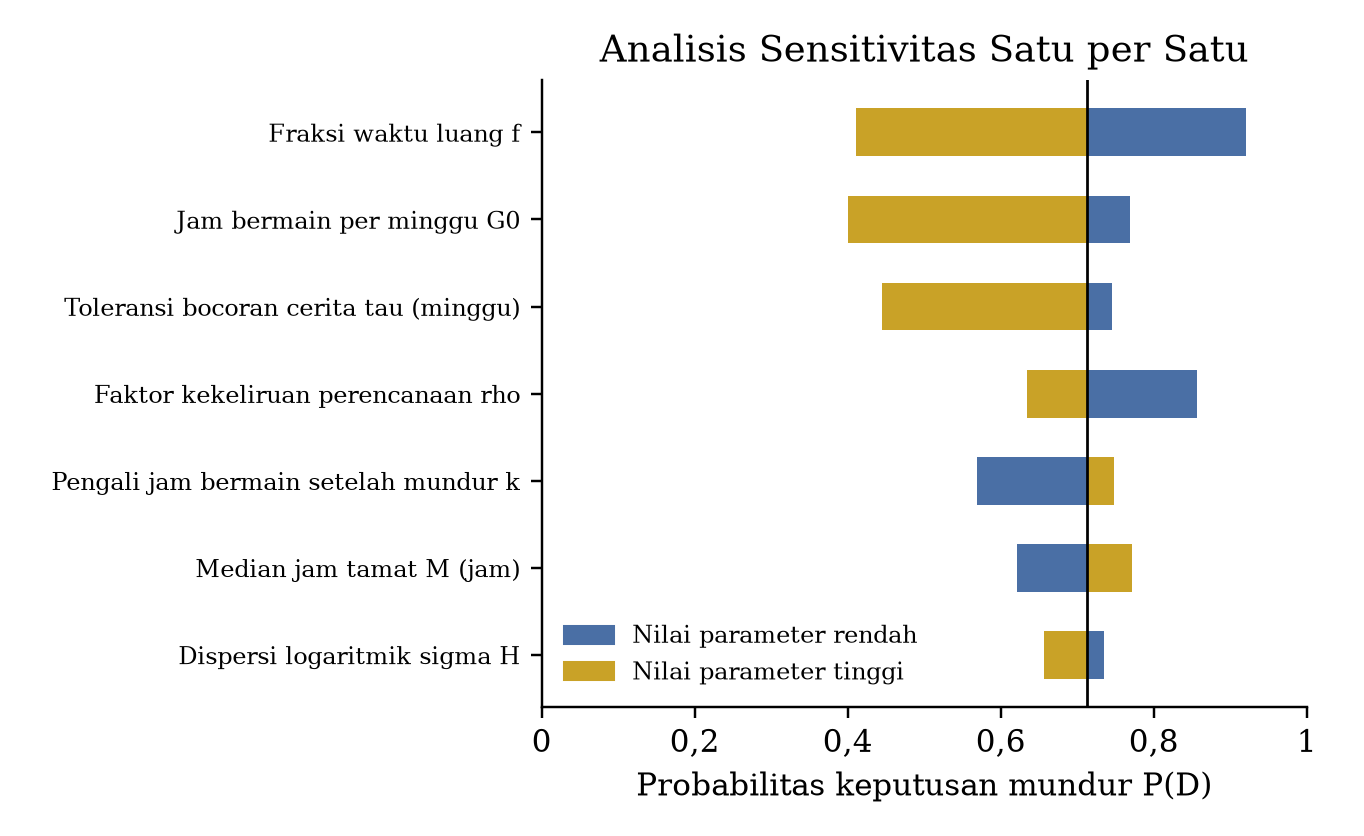 Analisis Sensitivitas Satu per Satu
Fraksi waktu luang f
Jam bermain per minggu G0
Toleransi bocoran cerita tau (minggu)
Faktor kekeliruan perencanaan rho
Pengali jam bermain setelah mundur k
Median jam tamat M (jam)
Dispersi logaritmik sigma H
Nilai parameter rendah
Nilai parameter tinggi
0 0,2 0,4 0,6 0,8 1
Probabilitas keputusan mundur P(D)